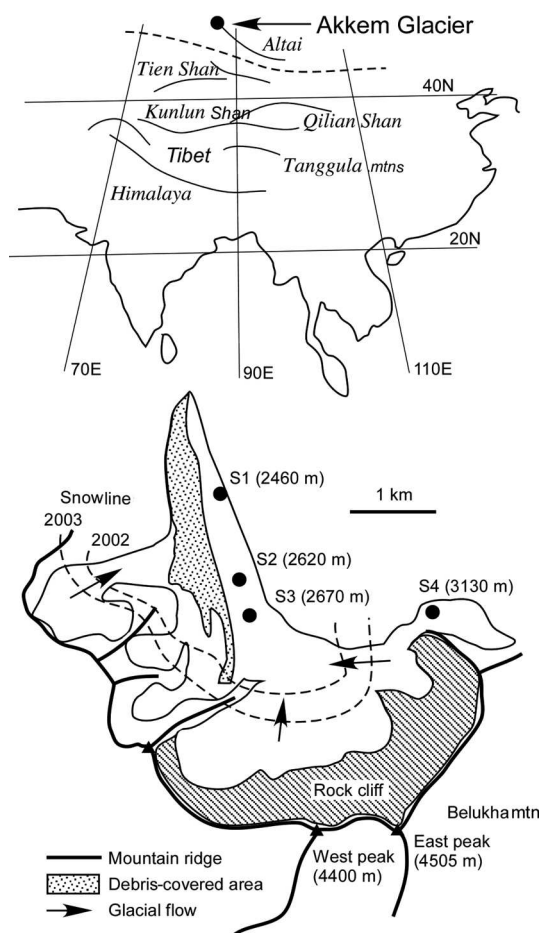 Akkem Glacier
Altai
Tien Shan
40N
Kunlun Shan
Qilian Shan
Tibet
Tanggula mtns
Himalaya
20N
70E
90E
110E
S1 (2460 m)
Snowline
1 km
2003
2002
S2 (2620 m)
S3 (2670 m)
S4 (3130 m)
Rock cliff
Belukha mtn
Mountain ridge
West peak
(4400 m)
East peak
(4505 m)
Debris-covered area
Glacial flow